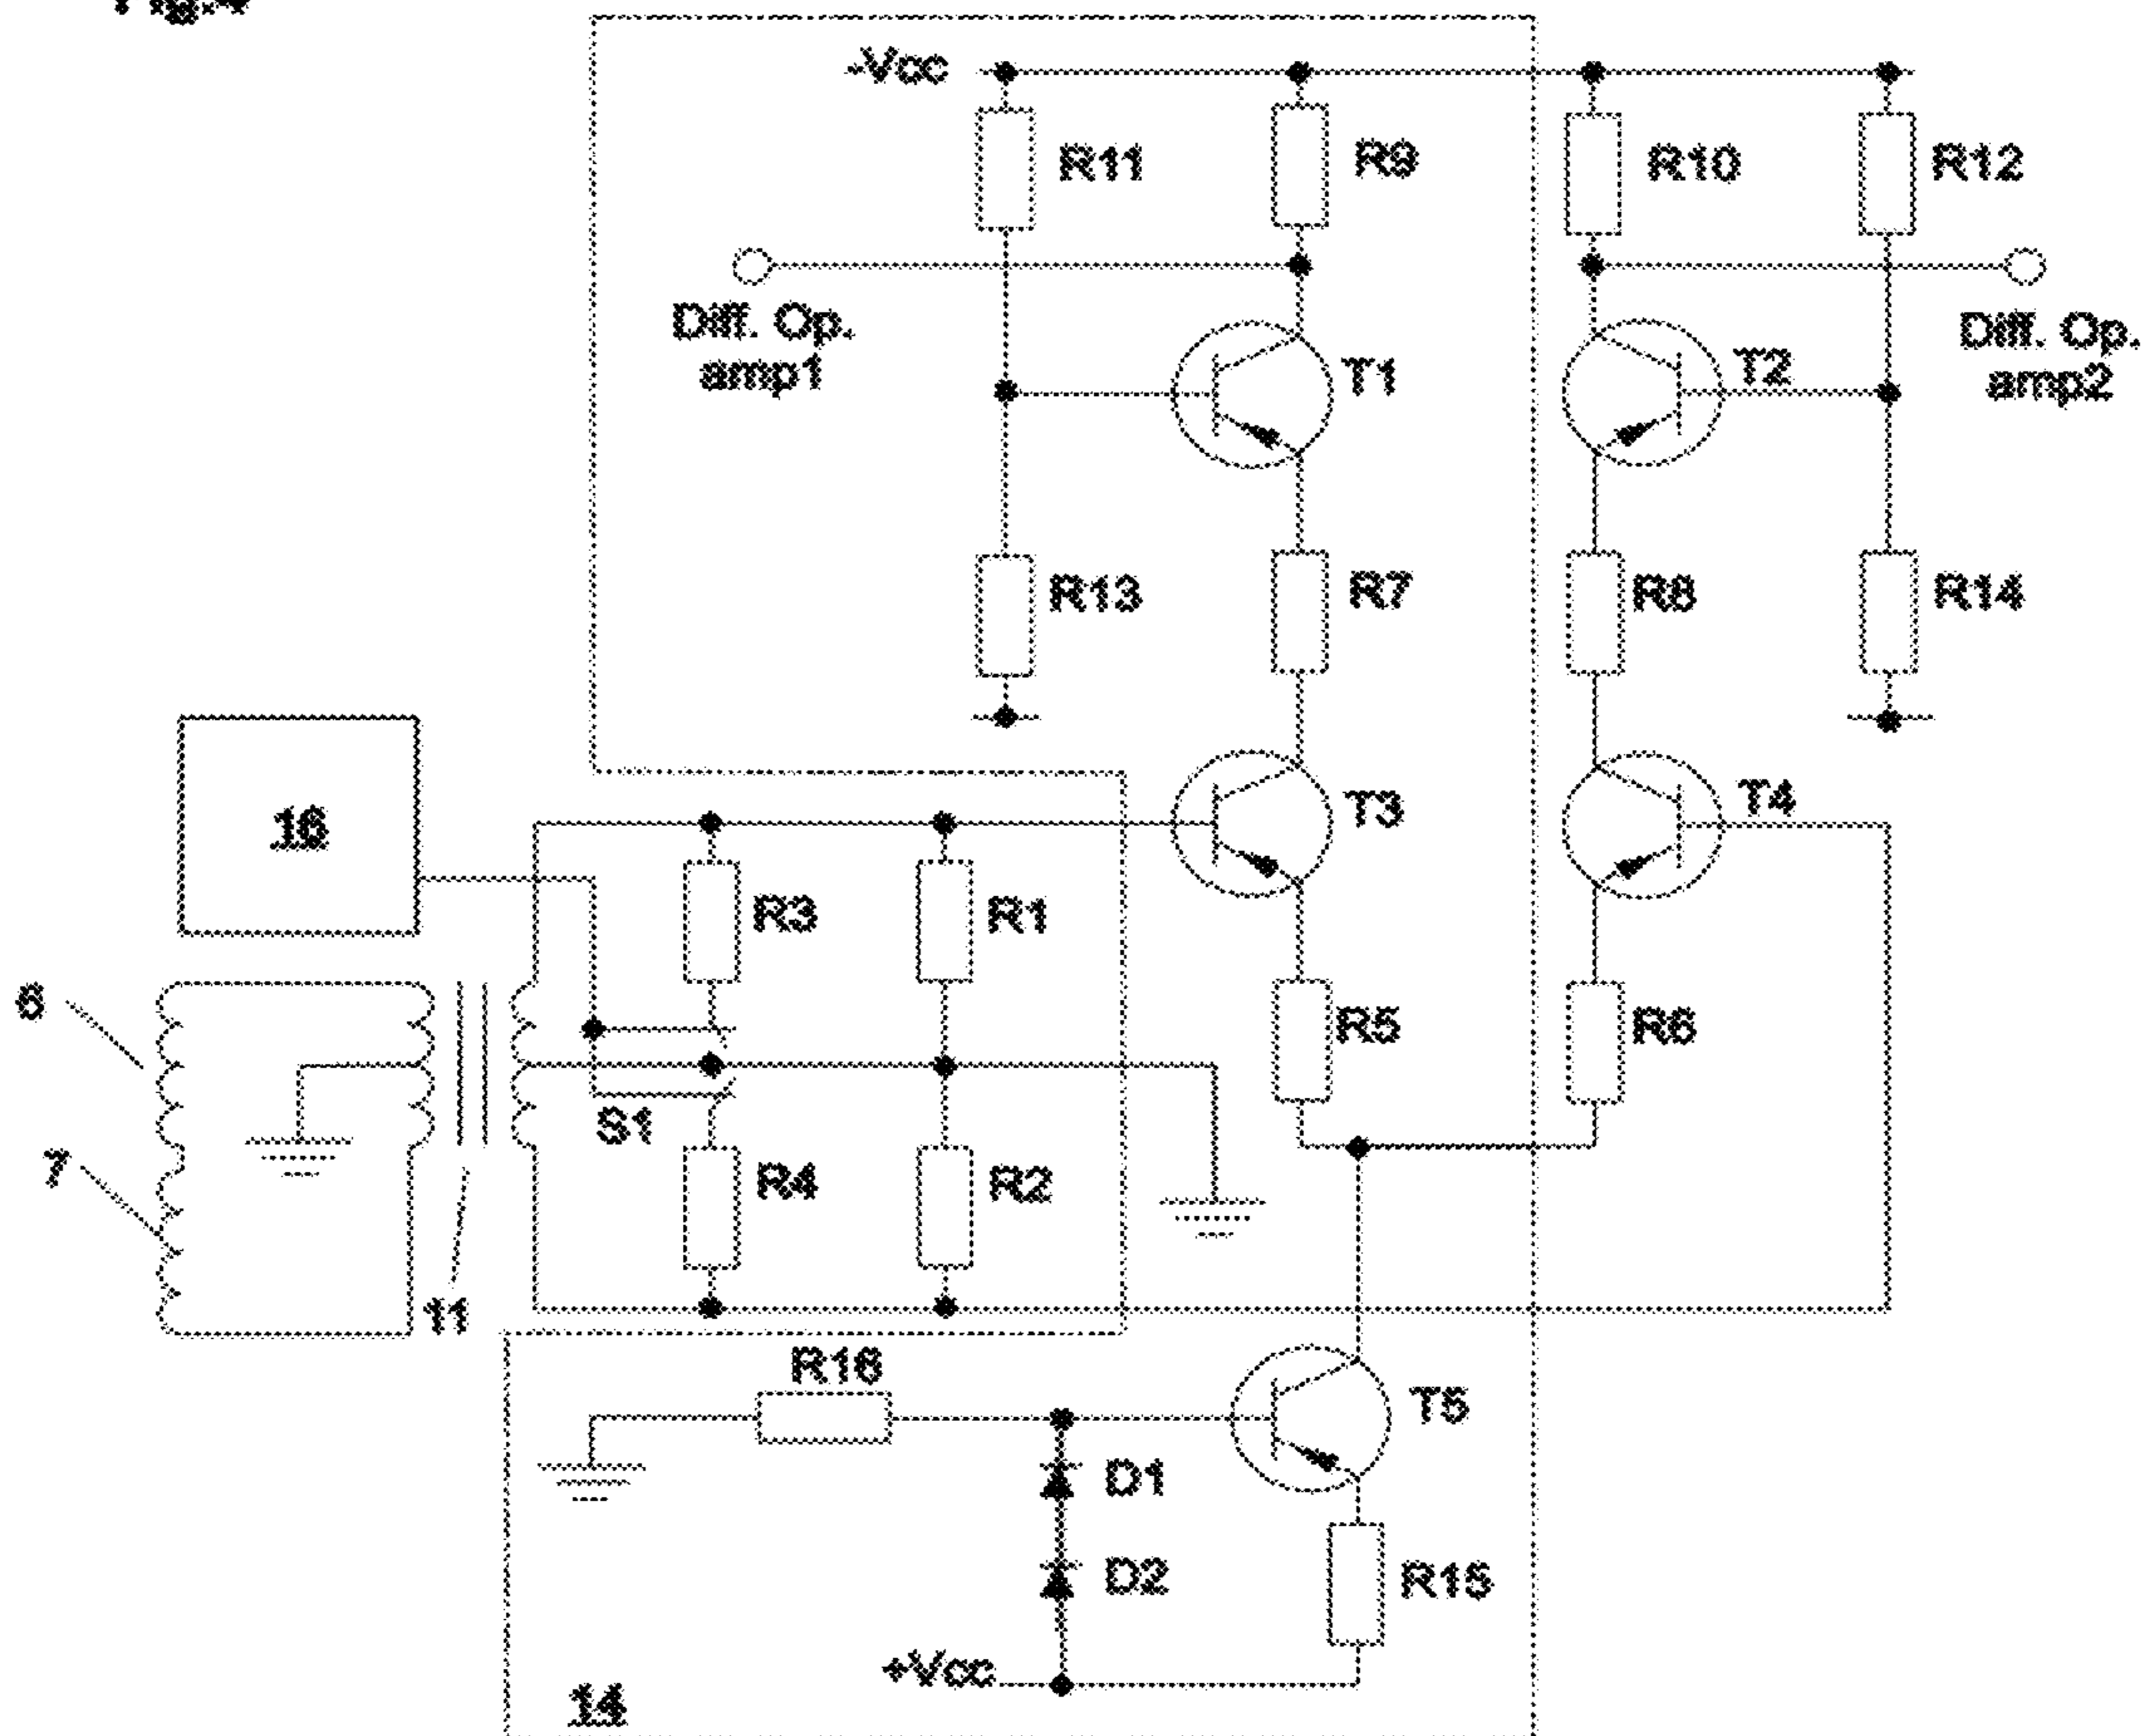 -Vcc
R11
R9
R10
R12
Diff. Op.
amp1
T1
T2
Diff. Op.
amp2
R13
R7
R8
R14
16
T3
T4
R3
R1
6
R5
R6
S1
7
R4
R2
11
R16
T5
D1
D2
R15
+Vcc
14